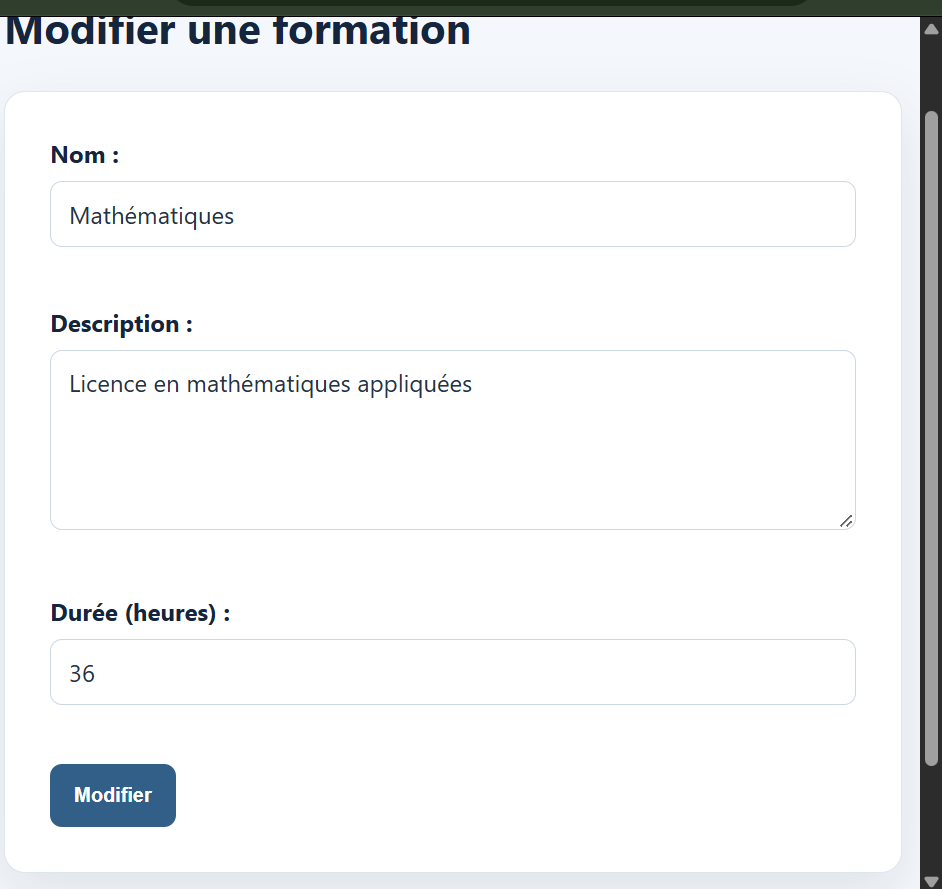 Modifier une formation
Nom :
Mathématiques
Description :
Licence en mathématiques appliquées
Durée (heures) :
36
Modifier